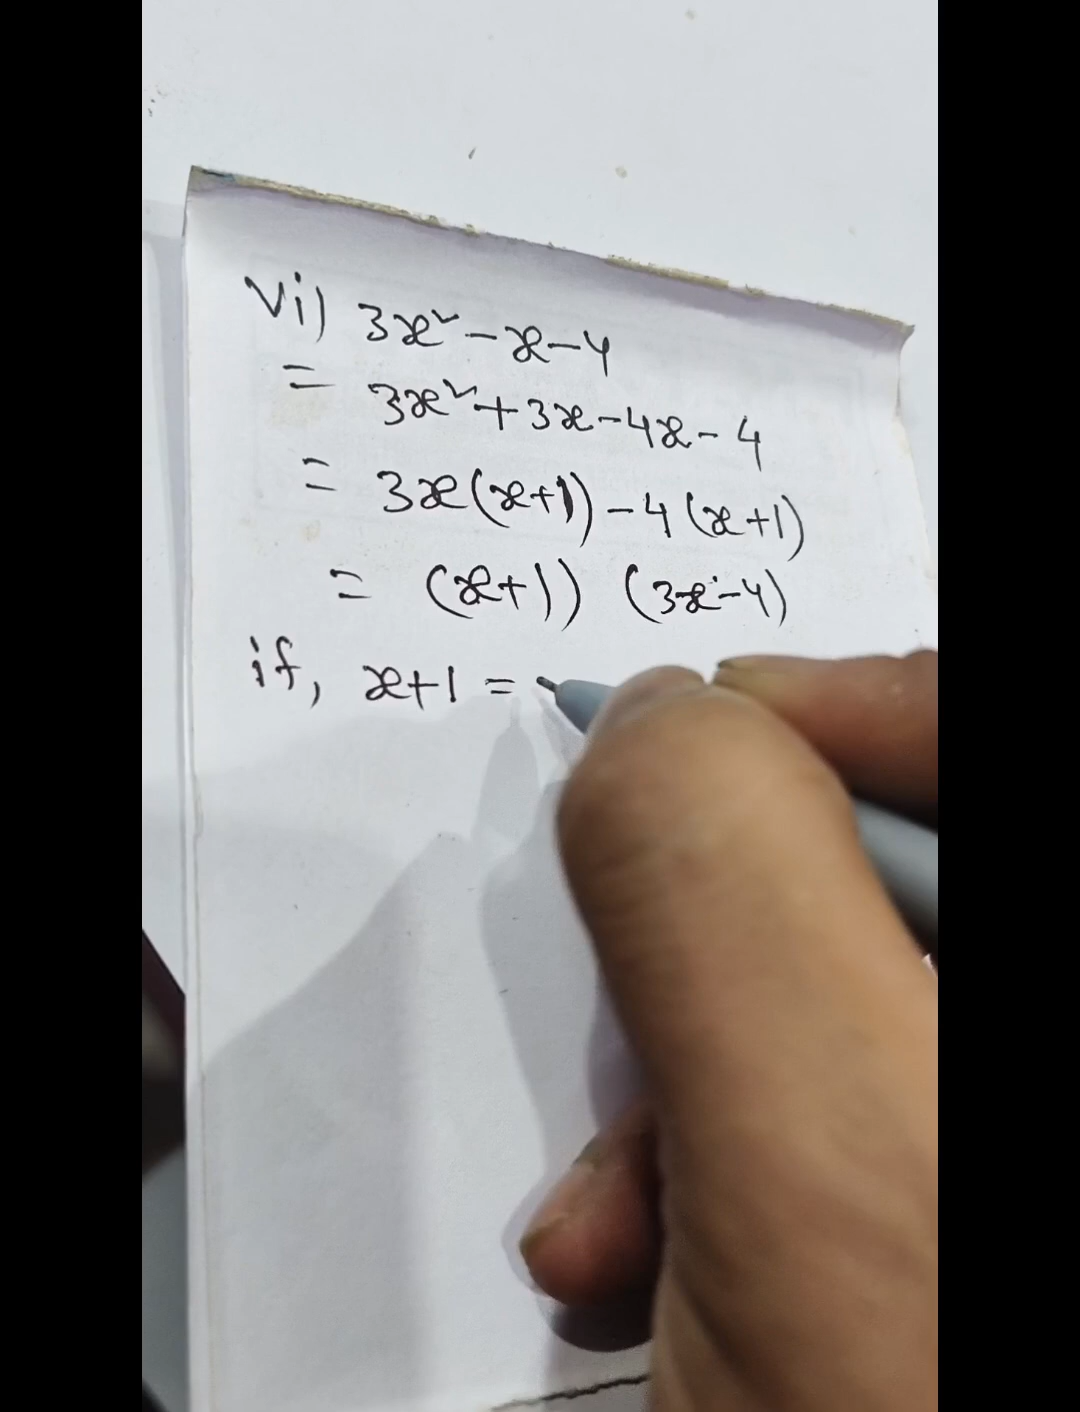 vi) 3x² - x - 4
= 3x² + 3x - 4x - 4
= 3x(x+1)) - 4(x+1)
= (x+1)) (3x-4)
if, x+1 =